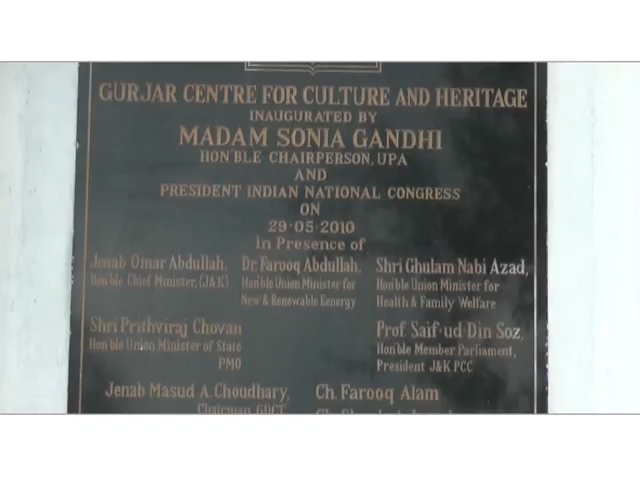 GURJAR CENTRE FOR CULTURE AND HERITAGE
INAUGURATED BY
MADAM SONIA GANDHI
HON'BLE CHAIRPERSON, UPA
AND
PRESIDENT INDIAN NATIONAL CONGRESS
ON
29-05-2010
In Presence of
Jenab Omar Abdullah, Dr Farooq Abdullah, Shri Ghulam Nabi Azad,
Hon'ble Chief Minister, (J&K) Hon'ble Union Minister for Hon'ble Union Minister for
New & Renewable Eenergy Health & Family Welfare
Shri Prithviraj Chovan Prof Saif-ud-Din Soz,
Hon'ble Union Minister of State Hon'ble Member Parliament,
PMO President J&K PCC
Jenab Masud A. Choudhary, Ch. Farooq Alam
Chairman GDCT